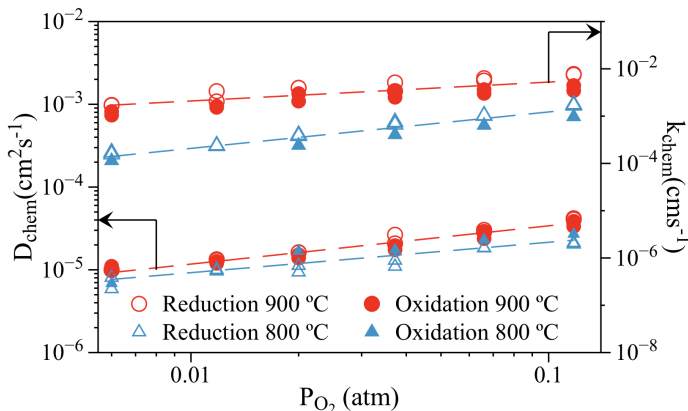 10⁻²
10⁻³
10⁻⁴
10⁻⁵
10⁻⁶
D_chem(cm²s⁻¹)
10⁻²
10⁻⁴
10⁻⁶
10⁻⁸
k_chem(cms⁻¹)
Reduction 900 ºC
Oxidation 900 ºC
Reduction 800 ºC
Oxidation 800 ºC
0.01
0.1
P_O₂ (atm)